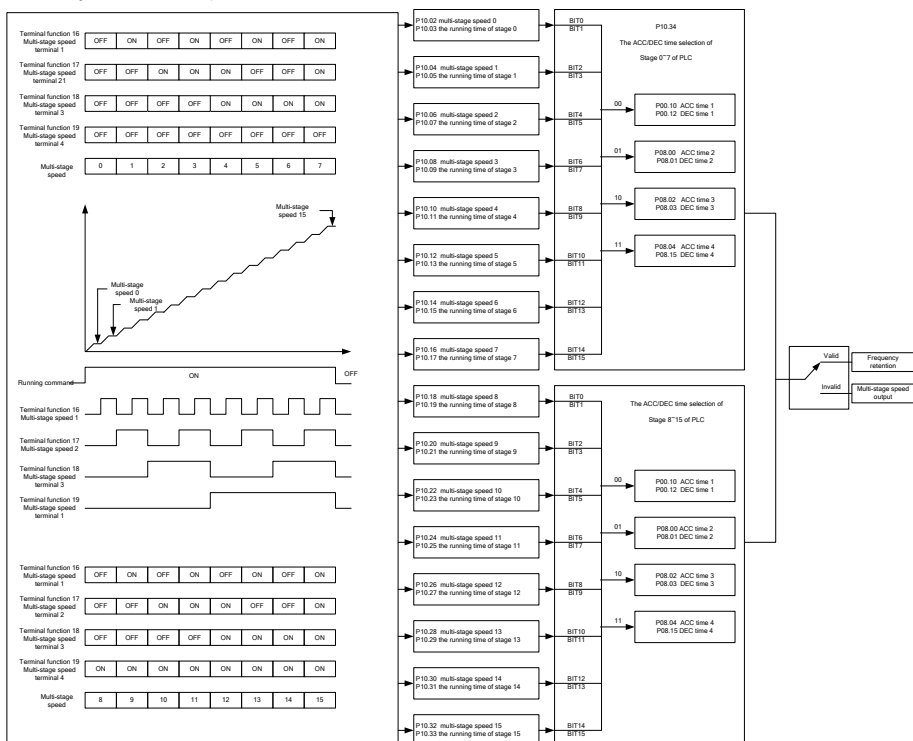 Terminal function 16
Multi-stage speed
terminal 1
OFF ON OFF ON OFF ON OFF ON
Terminal function 17
Multi-stage speed
terminal 21
OFF OFF ON ON OFF OFF ON ON
Terminal function 18
Multi-stage speed
terminal 3
OFF OFF OFF OFF ON ON ON ON
Terminal function 19
Multi-stage speed
terminal 4
OFF OFF OFF OFF OFF OFF OFF OFF
Multi-stage
speed
0 1 2 3 4 5 6 7
Multi-stage
speed 15
Multi-stage
speed 0
Multi-stage
speed 1
Running command
ON
OFF
Terminal function 16
Multi-stage speed 1
Terminal function 17
Multi-stage speed 2
Terminal function 18
Multi-stage speed
terminal 3
Terminal function 19
Multi-stage speed
terminal 1
Terminal function 16
Multi-stage speed
terminal 1
OFF ON OFF ON OFF ON OFF ON
Terminal function 17
Multi-stage speed
terminal 2
OFF OFF ON ON OFF OFF ON ON
Terminal function 18
Multi-stage speed
terminal 3
OFF OFF OFF OFF ON ON ON ON
Terminal function 19
Multi-stage speed
terminal 4
ON ON ON ON ON ON ON ON
Multi-stage
speed
8 9 10 11 12 13 14 15
P10.02 multi-stage speed 0
P10.03 the running time of stage 0
P10.04 multi-stage speed 1
P10.05 the running time of stage 1
P10.06 multi-stage speed 2
P10.07 the running time of stage 2
P10.08 multi-stage speed 3
P10.09 the running time of stage 3
P10.10 multi-stage speed 4
P10.11 the running time of stage 4
P10.12 multi-stage speed 5
P10.13 the running time of stage 5
P10.14 multi-stage speed 6
P10.15 the running time of stage 6
P10.16 multi-stage speed 7
P10.17 the running time of stage 7
P10.18 multi-stage speed 8
P10.19 the running time of stage 8
P10.20 multi-stage speed 9
P10.21 the running time of stage 9
P10.22 multi-stage speed 10
P10.23 the running time of stage 10
P10.24 multi-stage speed 11
P10.25 the running time of stage 11
P10.26 multi-stage speed 12
P10.27 the running time of stage 12
P10.28 multi-stage speed 13
P10.29 the running time of stage 13
P10.30 multi-stage speed 14
P10.31 the running time of stage 14
P10.32 multi-stage speed 15
P10.33 the running time of stage 15
BIT0
BIT1
BIT2
BIT3
BIT4
BIT5
BIT6
BIT7
BIT8
BIT9
BIT10
BIT11
BIT12
BIT13
BIT14
BIT15
P10.34
The ACC/DEC time selection of
Stage 0~7 of PLC
00
P00.10 ACC time 1
P00.12 DEC time 1
01
P08.00 ACC time 2
P08.01 DEC time 2
10
P08.02 ACC time 3
P08.03 DEC time 3
11
P08.04 ACC time 4
P08.15 DEC time 4
BIT0
BIT1
BIT2
BIT3
BIT4
BIT5
BIT6
BIT7
BIT8
BIT9
BIT10
BIT11
BIT12
BIT13
BIT14
BIT15
The ACC/DEC time selection of
Stage 8~15 of PLC
00
P00.10 ACC time 1
P00.12 DEC time 1
01
P08.00 ACC time 2
P08.01 DEC time 2
10
P08.02 ACC time 3
P08.03 DEC time 3
11
P08.04 ACC time 4
P08.15 DEC time 4
Valid
Invalid
Frequency
retention
Multi-stage speed
output